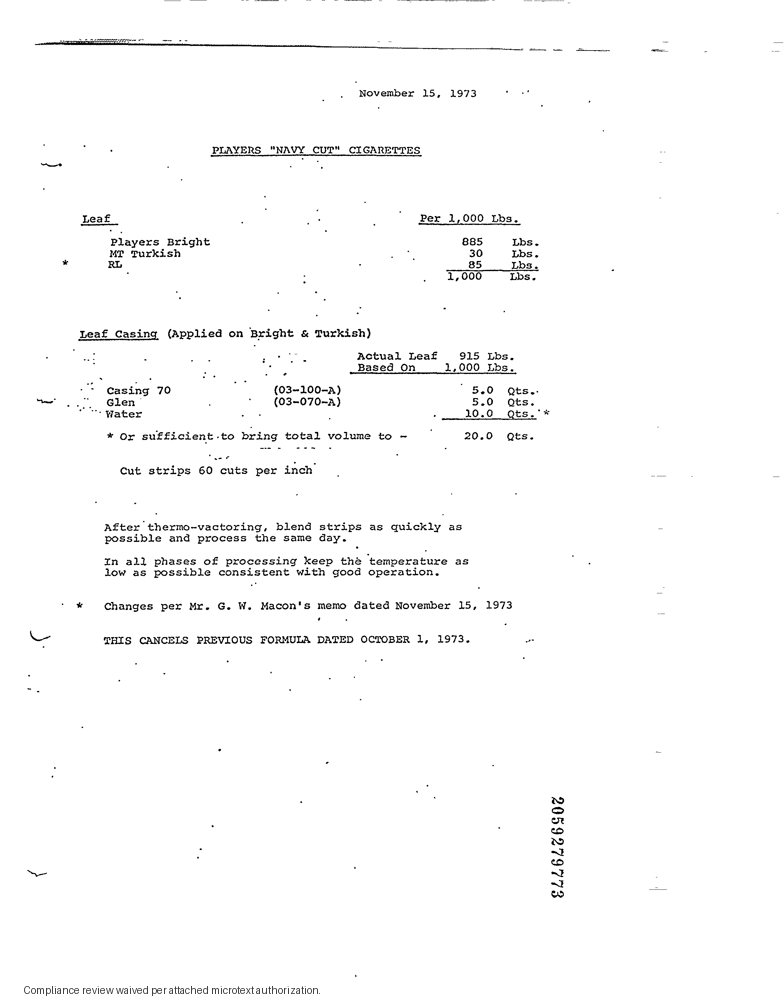 November 15, 1973
PLAYERS "NAVY CUT" CIGARETTES
Leaf Per 1,000 Lbs.
Players Bright 885 Lbs.
MT Turkish 30 Lbs.
* RL 85 Lbs.
1,000 Lbs.
Leaf Casing (Applied on Bright & Turkish)
Actual Leaf 915 Lbs.
Based On 1,000 Lbs.
Casing 70 (03-100-A) 5.0 Qts.
Glen (03-070-A) 5.0 Qts.
Water 10.0 Qts.*
* Or sufficient to bring total volume to - 20.0 Qts.
Cut strips 60 cuts per inch
After thermo-vactoring, blend strips as quickly as
possible and process the same day.
In all phases of processing keep the temperature as
low as possible consistent with good operation.
* Changes per Mr. G. W. Macon's memo dated November 15, 1973
THIS CANCELS PREVIOUS FORMULA DATED OCTOBER 1, 1973.
2059279773
Compliance review waived per attached microtext authorization.